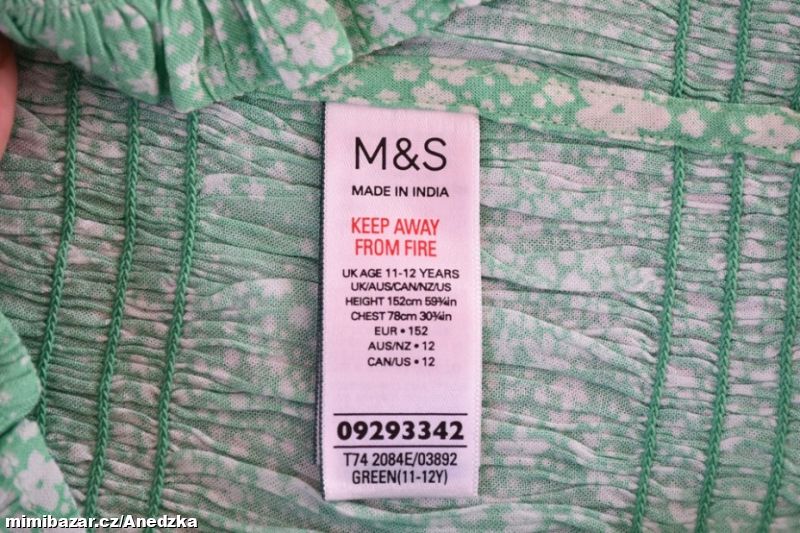 M&S
MADE IN INDIA
KEEP AWAY
FROM FIRE
UK AGE 11-12 YEARS
UK/AUS/CAN/NZ/US
HEIGHT 152cm 59¾in
CHEST 78cm 30¾in
EUR • 152
AUS/NZ • 12
CAN/US • 12
09293342
T74 2084E/03892
GREEN(11-12Y)
mimibazar.cz/Anedzka